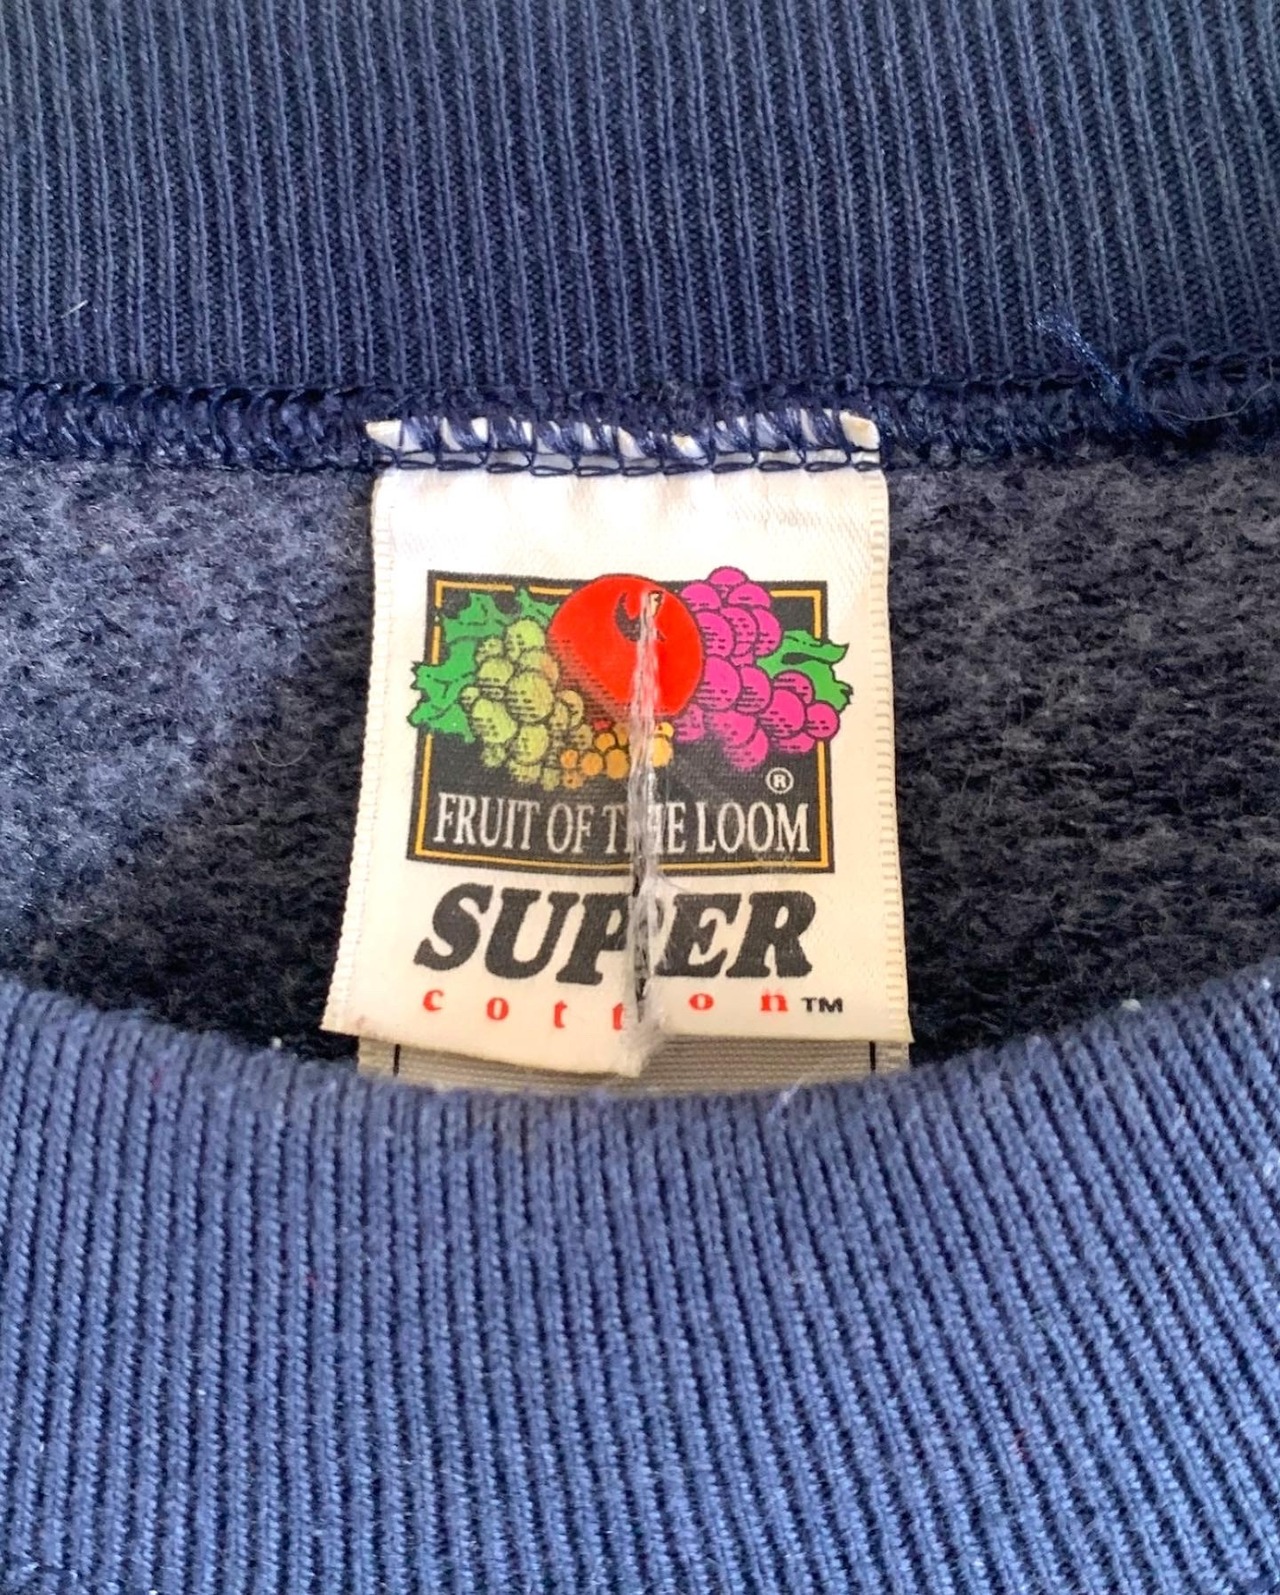 ®
FRUIT OF THE LOOM
SUPER
cotton™